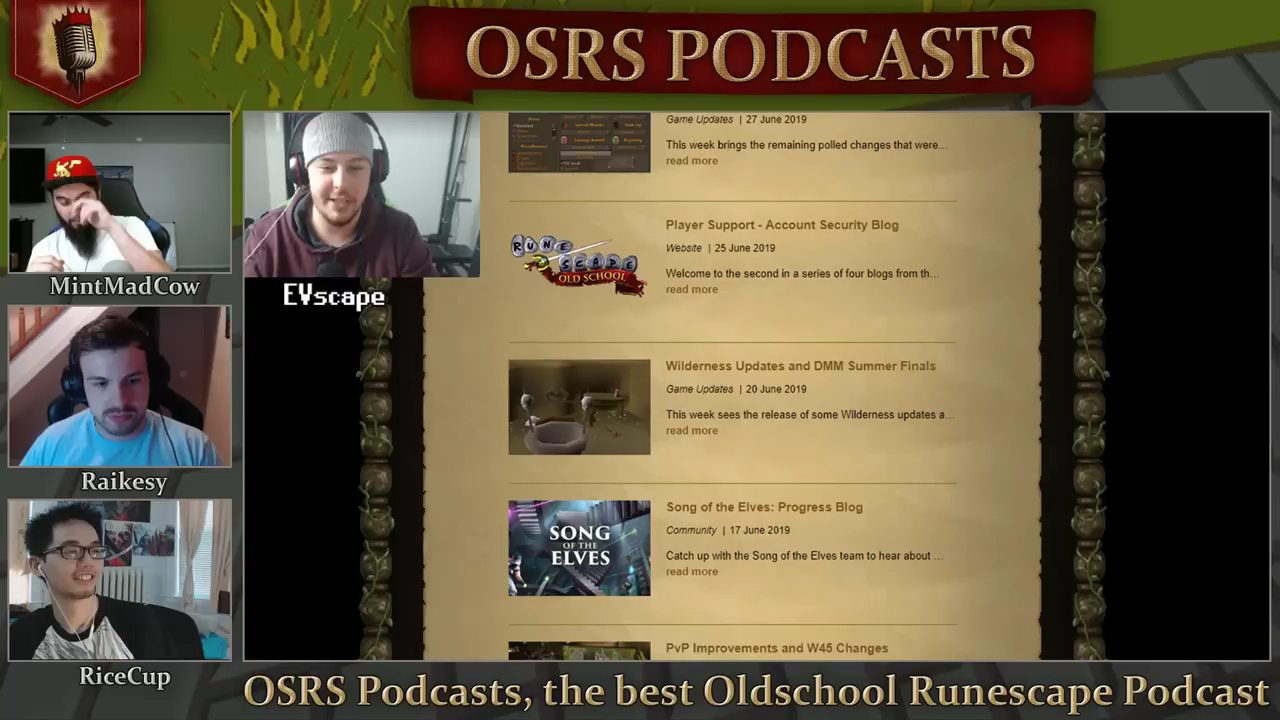 OSRS PODCASTS
MintMadCow
Raikesy
RiceCup
EVscape
Game Updates | 27 June 2019
This week brings the remaining polled changes that were...
read more
RUNE
SCAPE
OLD SCHOOL
Player Support - Account Security Blog
Website | 25 June 2019
Welcome to the second in a series of four blogs from th...
read more
Wilderness Updates and DMM Summer Finals
Game Updates | 20 June 2019
This week sees the release of some Wilderness updates a...
read more
SONG
OF THE
ELVES
Song of the Elves: Progress Blog
Community | 17 June 2019
Catch up with the Song of the Elves team to hear about ...
read more
PvP Improvements and W45 Changes
OSRS Podcasts, the best Oldschool Runescape Podcast